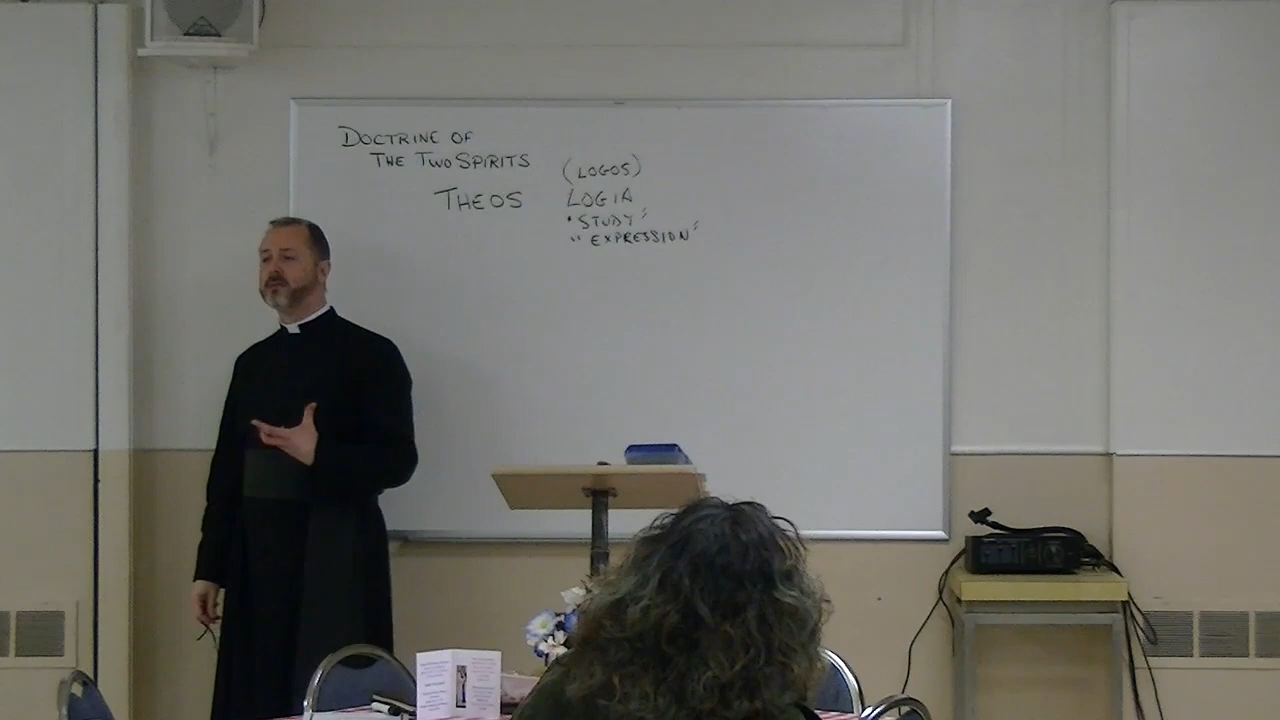 DOCTRINE OF
THE TWO SPIRITS
(LOGOS)
THEOS LOGIA
"STUDY"
"EXPRESSION"